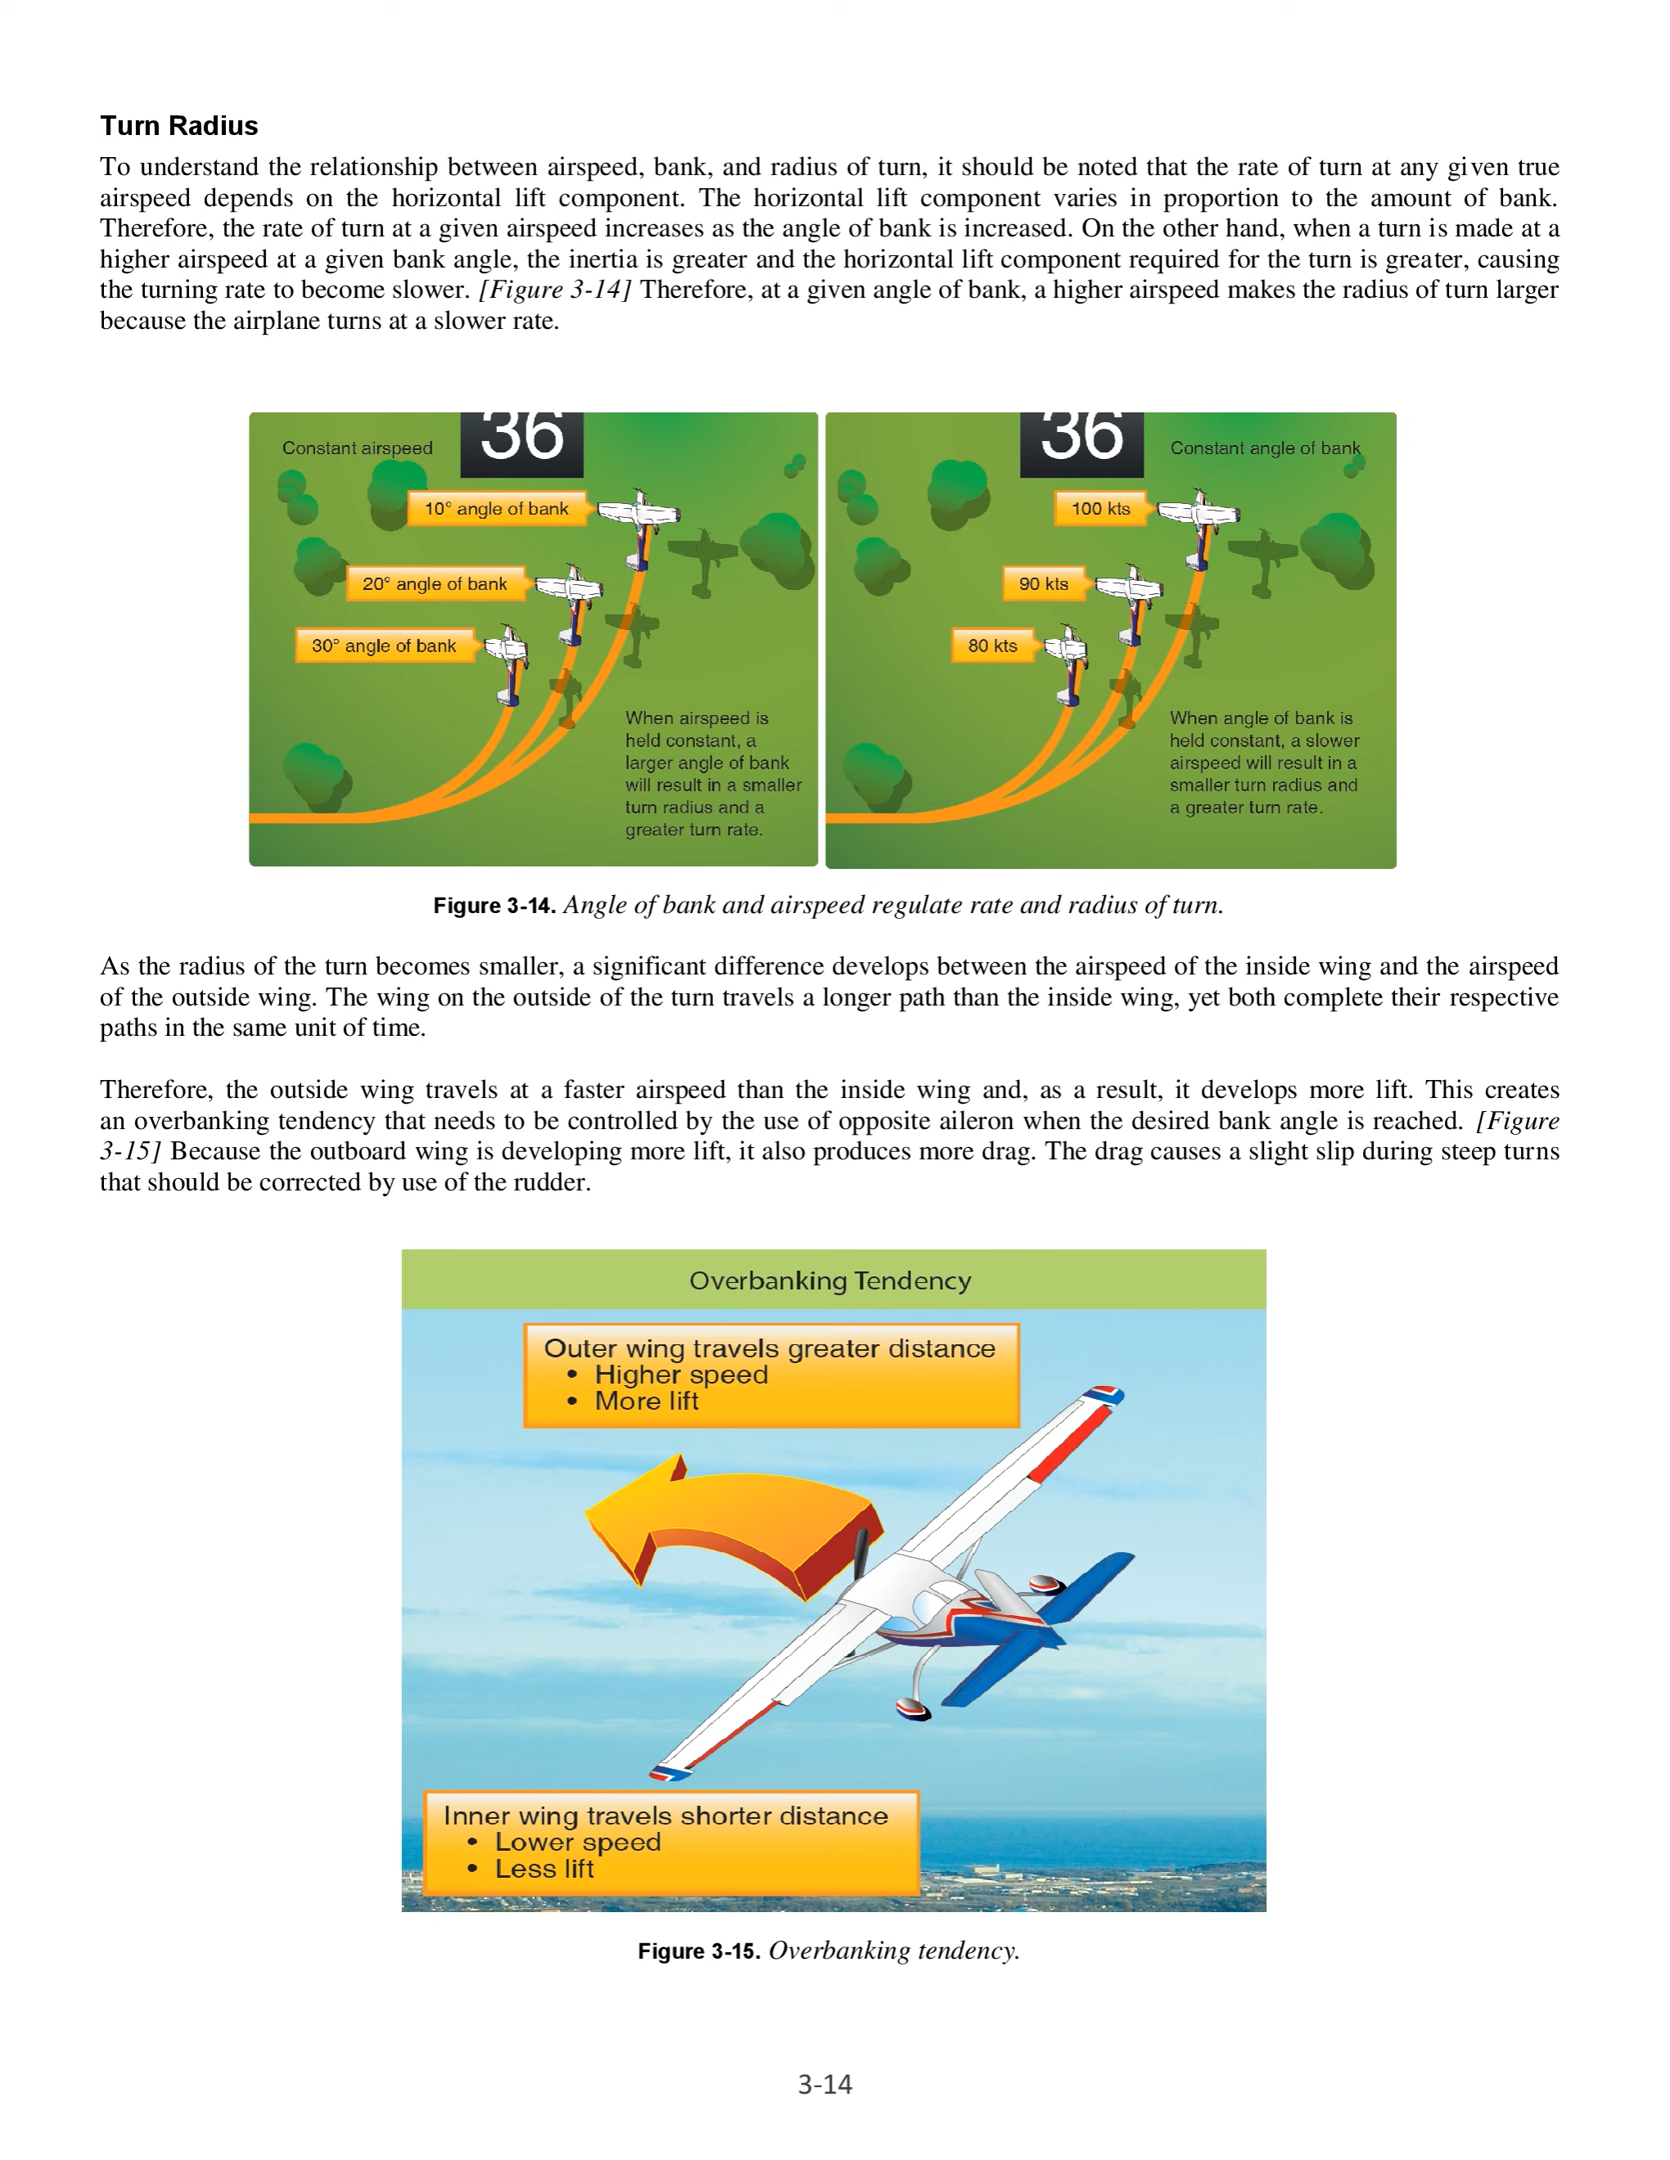 Turn Radius
To understand the relationship between airspeed, bank, and radius of turn, it should be noted that the rate of turn at any given true
airspeed depends on the horizontal lift component. The horizontal lift component varies in proportion to the amount of bank.
Therefore, the rate of turn at a given airspeed increases as the angle of bank is increased. On the other hand, when a turn is made at a
higher airspeed at a given bank angle, the inertia is greater and the horizontal lift component required for the turn is greater, causing
the turning rate to become slower. [Figure 3-14] Therefore, at a given angle of bank, a higher airspeed makes the radius of turn larger
because the airplane turns at a slower rate.
Constant airspeed
36
10° angle of bank
20° angle of bank
30° angle of bank
When airspeed is
held constant, a
larger angle of bank
will result in a smaller
turn radius and a
greater turn rate.
36
Constant angle of bank
100 kts
90 kts
80 kts
When angle of bank is
held constant, a slower
airspeed will result in a
smaller turn radius and
a greater turn rate.
Figure 3-14. Angle of bank and airspeed regulate rate and radius of turn.
As the radius of the turn becomes smaller, a significant difference develops between the airspeed of the inside wing and the airspeed
of the outside wing. The wing on the outside of the turn travels a longer path than the inside wing, yet both complete their respective
paths in the same unit of time.
Therefore, the outside wing travels at a faster airspeed than the inside wing and, as a result, it develops more lift. This creates
an overbanking tendency that needs to be controlled by the use of opposite aileron when the desired bank angle is reached. [Figure
3-15] Because the outboard wing is developing more lift, it also produces more drag. The drag causes a slight slip during steep turns
that should be corrected by use of the rudder.
Overbanking Tendency
Outer wing travels greater distance
• Higher speed
• More lift
Inner wing travels shorter distance
• Lower speed
• Less lift
Figure 3-15. Overbanking tendency.
3-14